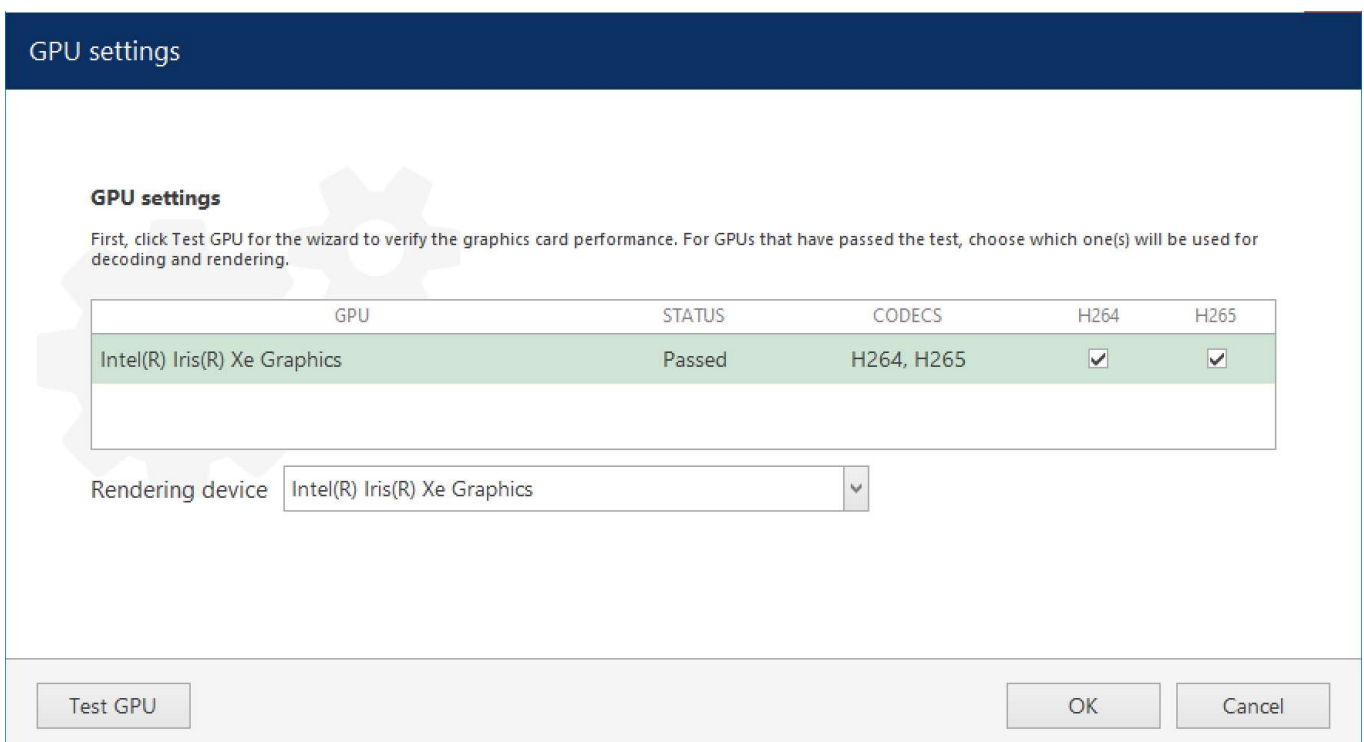 GPU settings
GPU settings
First, click Test GPU for the wizard to verify the graphics card performance. For GPUs that have passed the test, choose which one(s) will be used for
decoding and rendering.
GPU STATUS CODECS H264 H265
Intel(R) Iris(R) Xe Graphics Passed H264, H265
Rendering device Intel(R) Iris(R) Xe Graphics
Test GPU OK Cancel